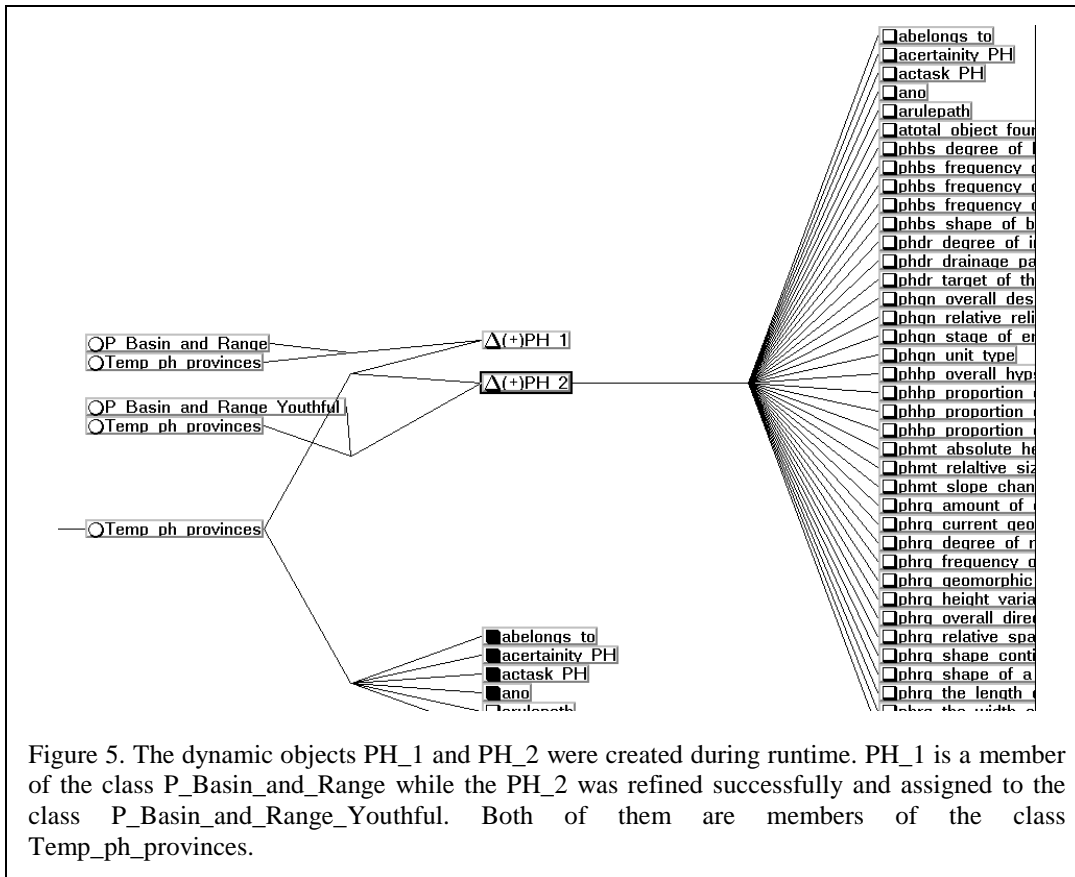 P Basin and Range
Temp ph provinces
P Basin and Range Youthful
Temp ph provinces
Temp ph provinces
(+)PH 1
(+)PH 2
abelongs to
acertainity PH
actask PH
ano
arulepath
abelongs to
acertainity PH
actask PH
ano
arulepath
atotal object four
phbs degree of
phbs frequency
phbs frequency
phbs frequency
phbs shape of b
phdr degree of i
phdr drainage pa
phdr target of th
phgn overall des
phgn relative reli
phgn stage of er
phgn unit type
phhp overall hyps
phhp proportion
phhp proportion
phhp proportion
phmt absolute he
phmt relaltive siz
phmt slope chan
phrg amount of
phrg current geo
phrg degree of r
phrg frequency o
phrg geomorphic
phrg height varia
phrg overall direc
phrg relative spa
phrg shape conti
phrg shape of a
phrg the length
phrg the width
Figure 5. The dynamic objects PH_1 and PH_2 were created during runtime. PH_1 is a member
of the class P_Basin_and_Range while the PH_2 was refined successfully and assigned to the
class P_Basin_and_Range_Youthful. Both of them are members of the class
Temp_ph_provinces.